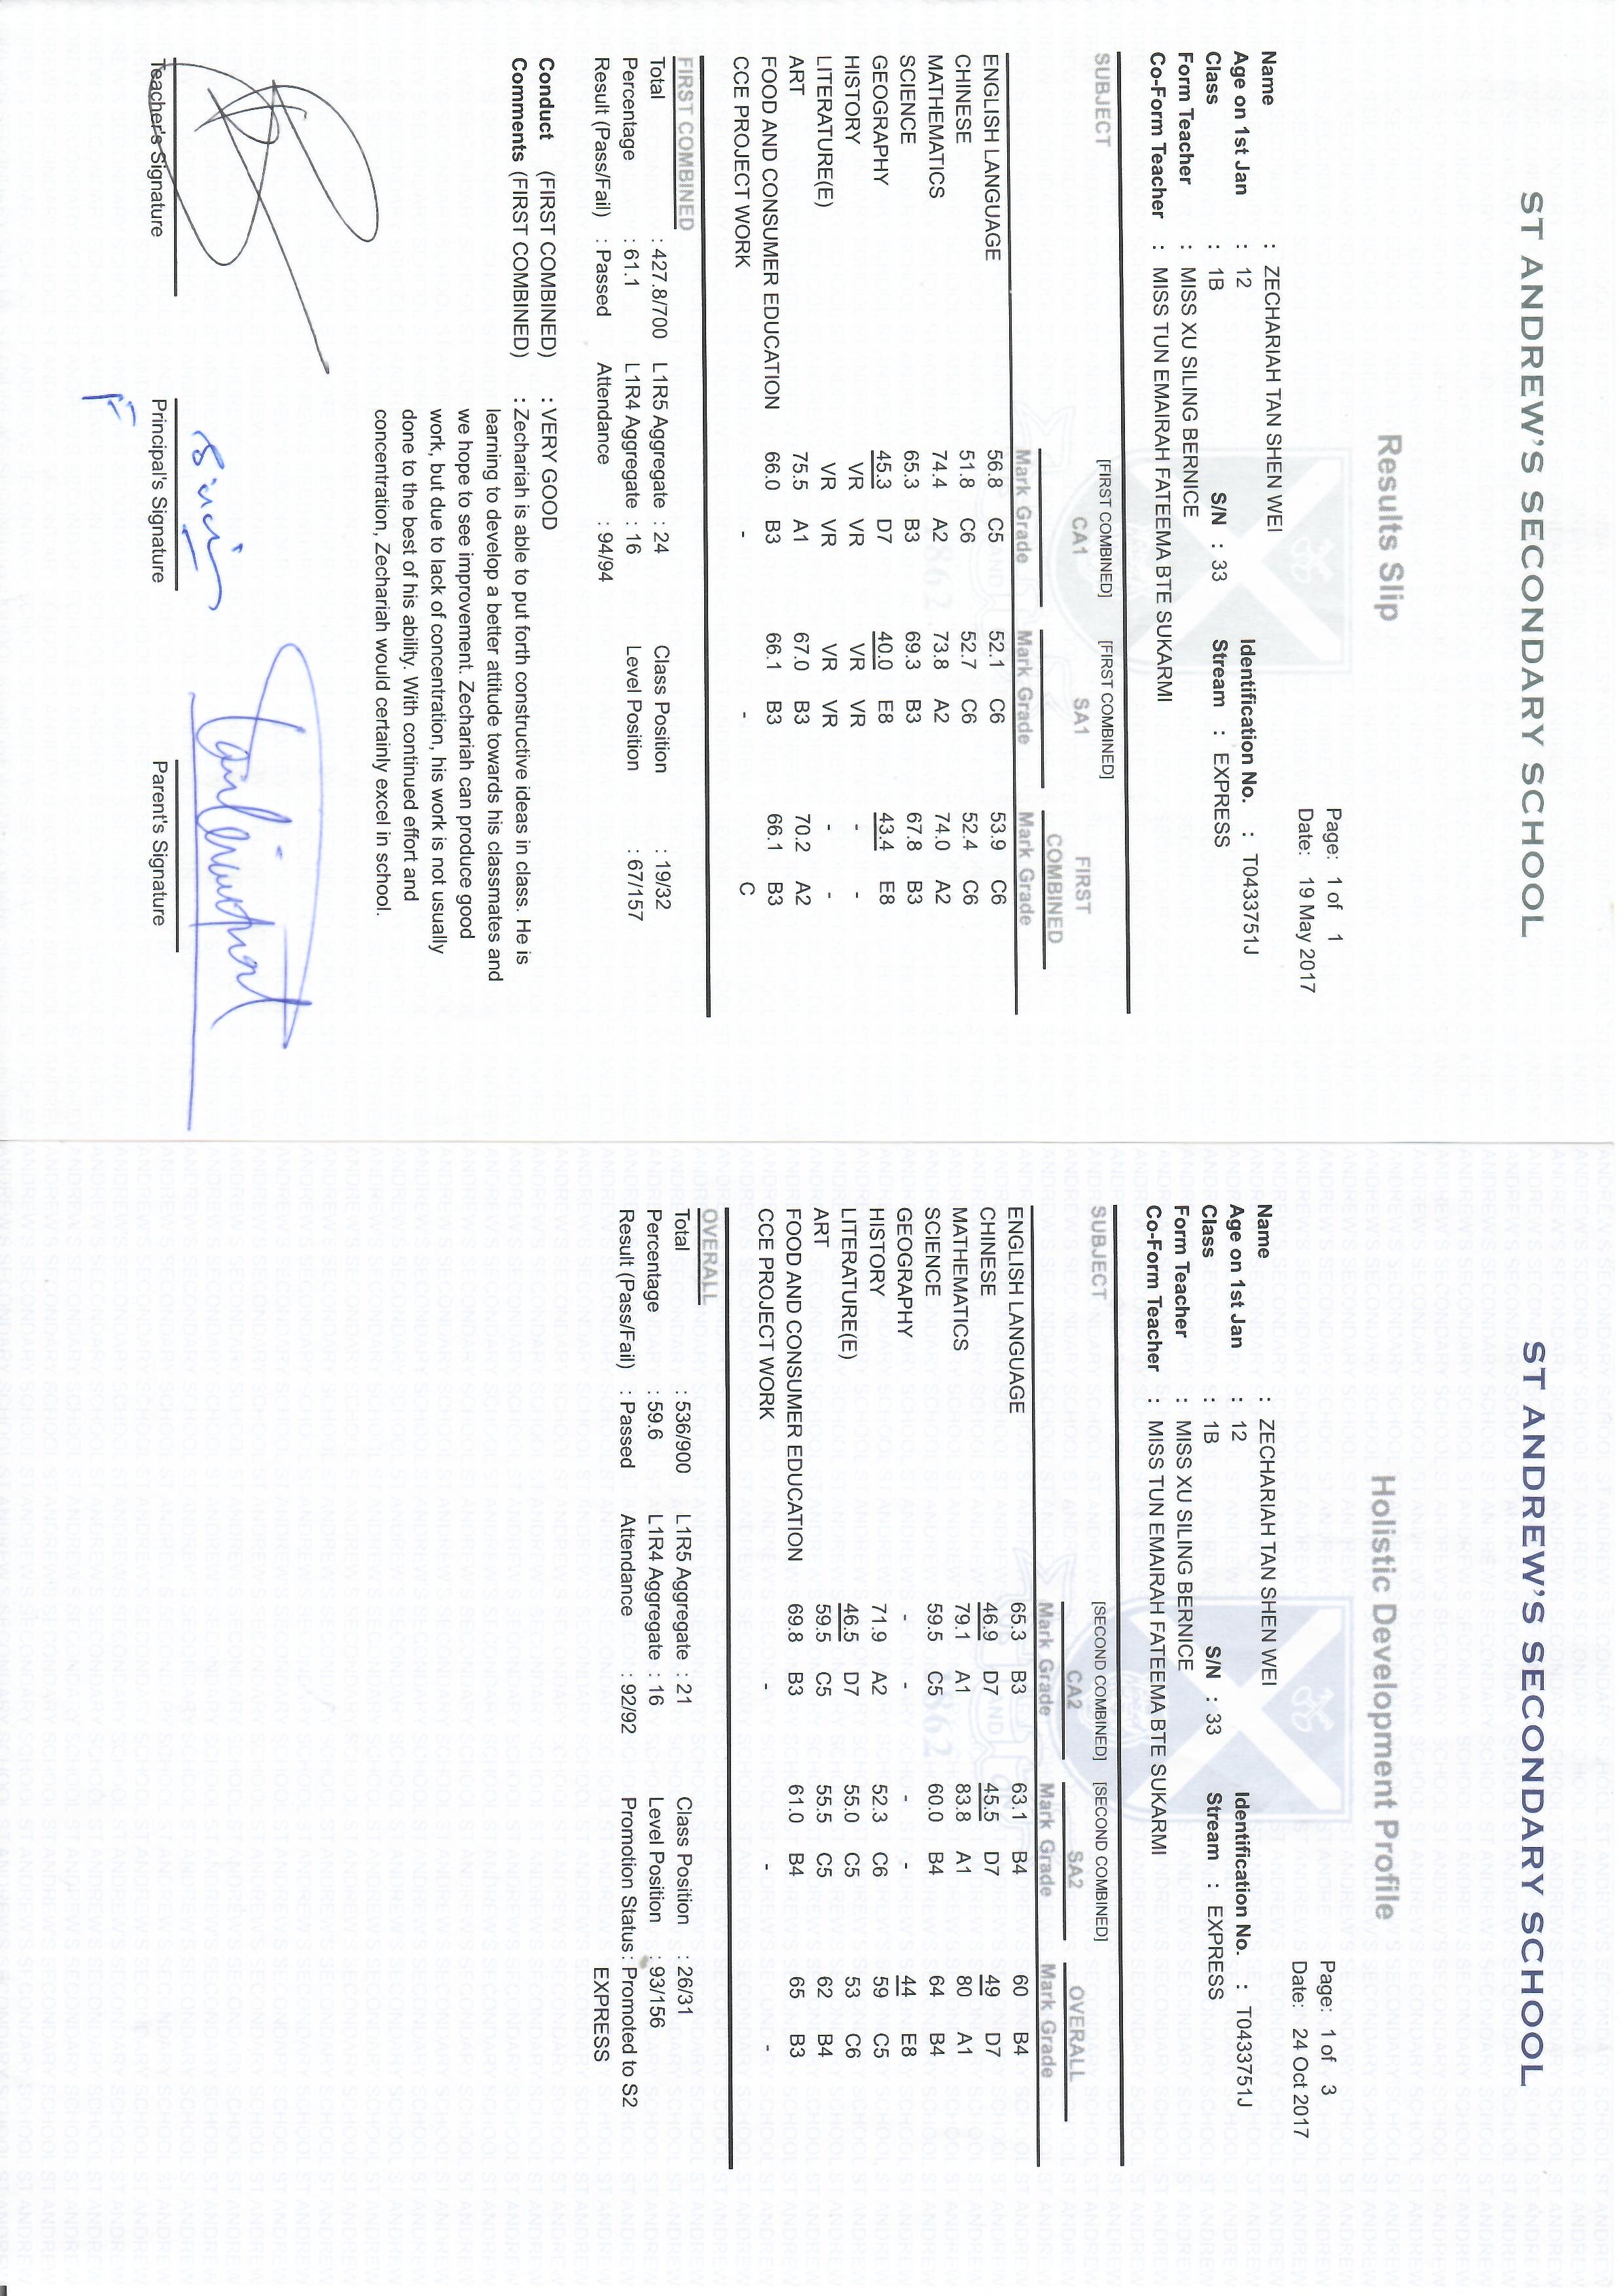 ST ANDREW'S SECONDARY SCHOOL
Results Slip
Page: 1 of 1
Date: 19 May 2017
Name : ZECHARIAH TAN SHEN WEI
Age on 1st Jan : 12 Identification No. : T0433751J
Class : 1B S/N : 33 Stream : EXPRESS
Form Teacher : MISS XU SILING BERNICE
Co-Form Teacher : MISS TUN EMAIRAH FATEEMA BTE SUKARMI
SUBJECT [FIRST COMBINED] [FIRST COMBINED]
CA1 SA1 FIRST COMBINED
Mark Grade Mark Grade Mark Grade
ENGLISH LANGUAGE 56.8 C5 52.1 C6 53.9 C6
CHINESE 51.8 C6 52.7 C6 52.4 C6
MATHEMATICS 74.4 A2 73.8 A2 74.0 A2
SCIENCE 65.3 B3 69.3 B3 67.8 B3
GEOGRAPHY 45.3 D7 40.0 E8 43.4 E8
HISTORY VR VR VR VR - -
LITERATURE(E) VR VR VR VR - -
ART 75.5 A1 67.0 B3 70.2 A2
FOOD AND CONSUMER EDUCATION 66.0 B3 66.1 B3 66.1 B3
CCE PROJECT WORK - - C
FIRST COMBINED
Total : 427.8/700 L1R5 Aggregate : 24 Class Position : 19/32
Percentage : 61.1 L1R4 Aggregate : 16 Level Position : 67/157
Result (Pass/Fail) : Passed Attendance : 94/94
Conduct (FIRST COMBINED) : VERY GOOD
Comments (FIRST COMBINED) : Zechariah is able to put forth constructive ideas in class. He is
learning to develop a better attitude towards his classmates and
we hope to see improvement. Zechariah can produce good
work, but due to lack of concentration, his work is not usually
done to the best of his ability. With continued effort and
concentration, Zechariah would certainly excel in school.
Teacher's Signature Principal's Signature Parent's Signature
ST ANDREW'S SECONDARY SCHOOL
Holistic Development Profile
Page: 1 of 3
Date: 24 Oct 2017
Name : ZECHARIAH TAN SHEN WEI
Age on 1st Jan : 12 Identification No. : T0433751J
Class : 1B S/N : 33 Stream : EXPRESS
Form Teacher : MISS XU SILING BERNICE
Co-Form Teacher : MISS TUN EMAIRAH FATEEMA BTE SUKARMI
SUBJECT [SECOND COMBINED] [SECOND COMBINED]
CA2 SA2 OVERALL
Mark Grade Mark Grade Mark Grade
ENGLISH LANGUAGE 65.3 B3 63.1 B4 60 B4
CHINESE 46.9 D7 45.5 D7 49 D7
MATHEMATICS 79.1 A1 83.8 A1 80 A1
SCIENCE 59.5 C5 60.0 B4 64 B4
GEOGRAPHY - - - - 44 E8
HISTORY 71.9 A2 52.3 C6 59 C5
LITERATURE(E) 46.5 D7 55.0 C5 53 C6
ART 59.5 C5 55.5 C5 62 B4
FOOD AND CONSUMER EDUCATION 69.8 B3 61.0 B4 65 B3
CCE PROJECT WORK - - -
OVERALL
Total : 536/900 L1R5 Aggregate : 21 Class Position : 26/31
Percentage : 59.6 L1R4 Aggregate : 16 Level Position : 93/156
Result (Pass/Fail) : Passed Attendance : 92/92 Promotion Status : Promoted to S2
EXPRESS